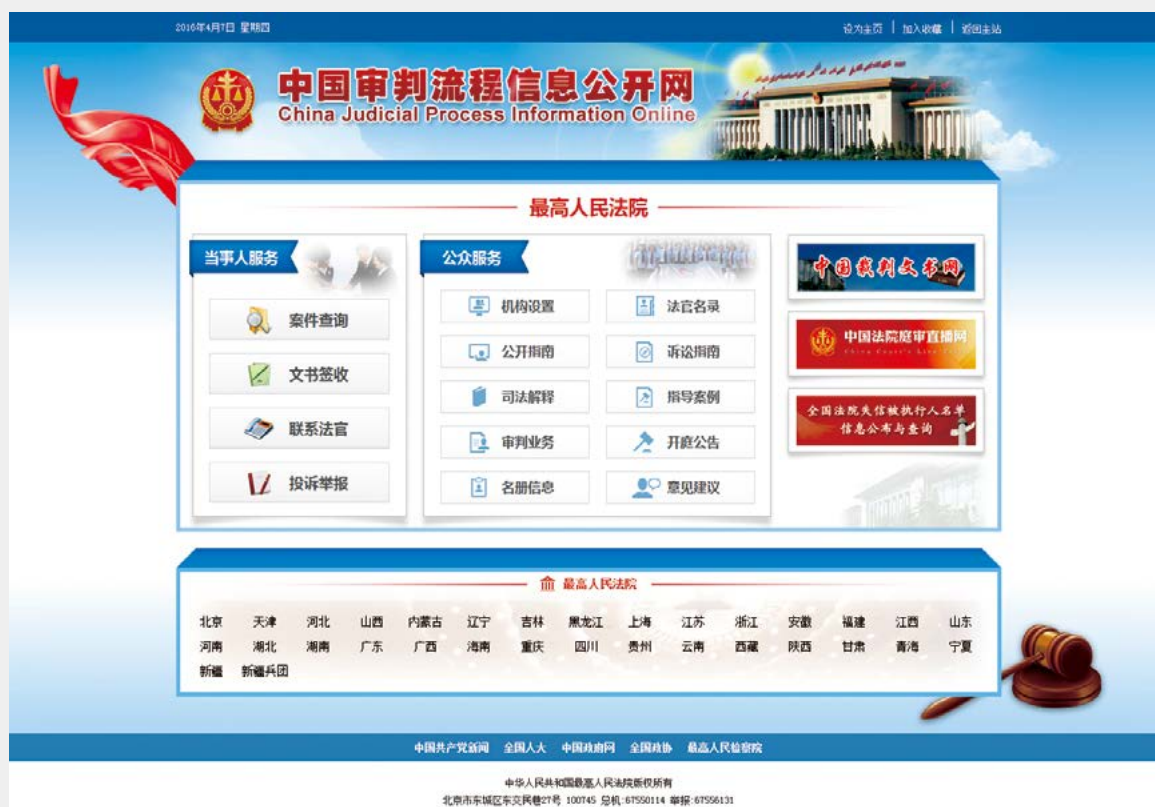 2016年4月7日 星期四
设为主页 | 加入收藏 | 返回主站
中国审判流程信息公开网
China Judicial Process Information Online
最高人民法院
当事人服务
案件查询
文书签收
联系法官
投诉举报
公众服务
机构设置 法官名录
公开指南 诉讼指南
司法解释 指导案例
审判业务 开庭公告
名册信息 意见建议
中国裁判文书网
中国法院庭审直播网
China Court's Live
全国法院失信被执行人名单
信息公布与查询
最高人民法院
北京 天津 河北 山西 内蒙古 辽宁 吉林 黑龙江 上海 江苏 浙江 安徽 福建 江西 山东
河南 湖北 湖南 广东 广西 海南 重庆 四川 贵州 云南 西藏 陕西 甘肃 青海 宁夏
新疆 新疆兵团
中国共产党新闻 全国人大 中国政府网 全国政协 最高人民检察院
中华人民共和国最高人民法院版权所有
北京市东城区东交民巷27号 100745 总机:67550114 举报:67556131